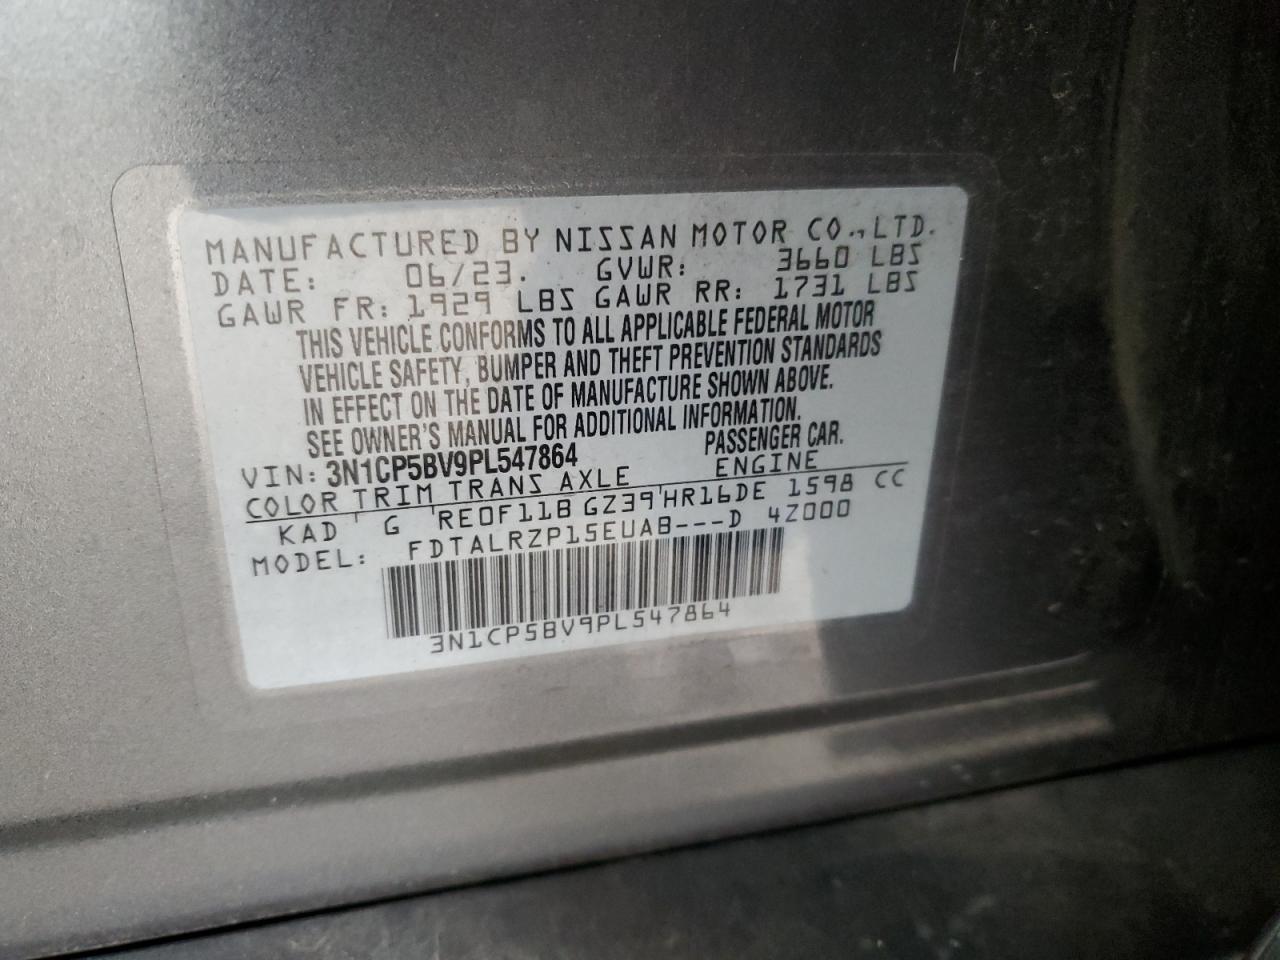 MANUFACTURED BY NISSAN MOTOR CO., LTD.
DATE: 06/23. GVWR: 3660 LBS
GAWR FR: 1929 LBS GAWR RR: 1731 LBS
THIS VEHICLE CONFORMS TO ALL APPLICABLE FEDERAL MOTOR
VEHICLE SAFETY, BUMPER AND THEFT PREVENTION STANDARDS
IN EFFECT ON THE DATE OF MANUFACTURE SHOWN ABOVE.
SEE OWNER'S MANUAL FOR ADDITIONAL INFORMATION.
VIN: 3N1CP5BV9PL547864 PASSENGER CAR.
COLOR TRIM TRANS AXLE ENGINE
KAD G RE0F11B GZ39 HR16DE 1598 CC
MODEL: FDTALRZP15EUAB---D 4Z000
3N1CP5BV9PL547864